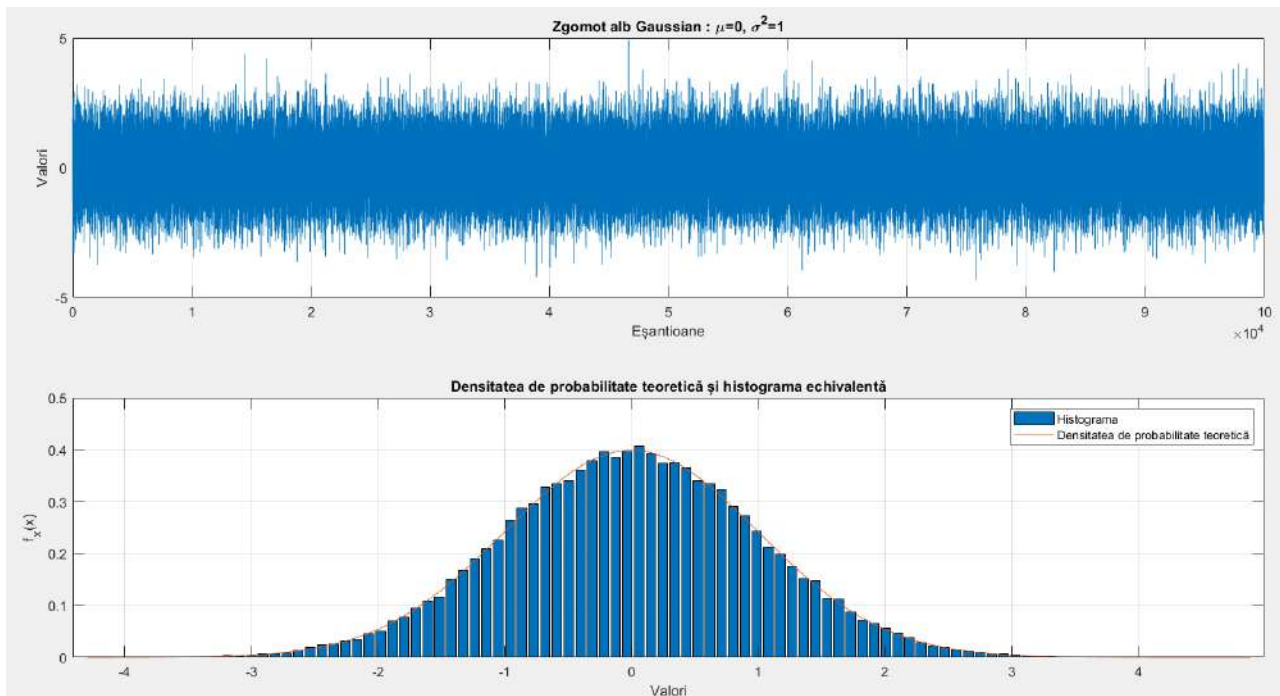 Zgomot alb Gaussian : μ=0, σ²=1
5
0
-5
Valori
0 1 2 3 4 5 6 7 8 9 10
Eșantioane
×10⁴
Densitatea de probabilitate teoretică și histograma echivalentă
0.5
0.4
0.3
0.2
0.1
0
f_x(x)
Histograma
Densitatea de probabilitate teoretică
-4 -3 -2 -1 0 1 2 3 4
Valori